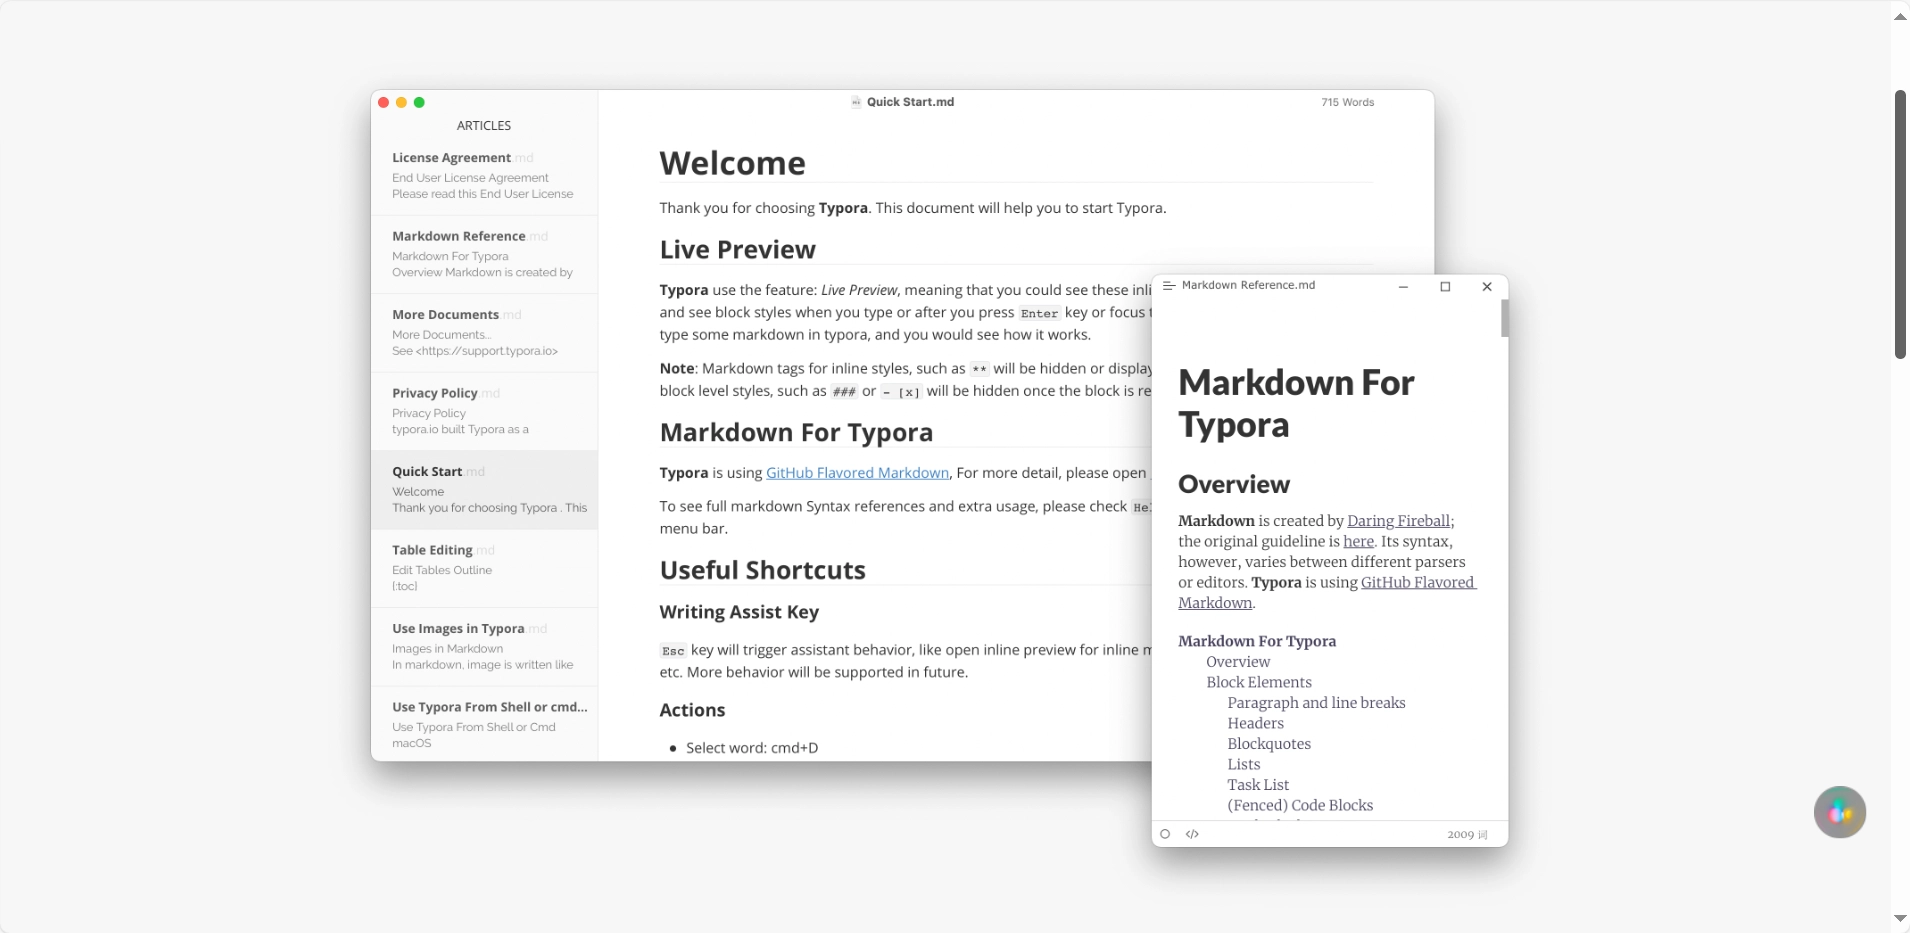 Quick Start.md
715 Words
ARTICLES
License Agreement.md
End User License Agreement
Please read this End User License
Markdown Reference.md
Markdown For Typora
Overview Markdown is created by
More Documents.md
More Documents...
See <https://support.typora.io>
Privacy Policy.md
Privacy Policy
typora.io built Typora as a
Quick Start.md
Welcome
Thank you for choosing Typora . This
Table Editing.md
Edit Tables Outline
[:toc]
Use Images in Typora.md
Images in Markdown
In markdown, image is written like
Use Typora From Shell or cmd...
Use Typora From Shell or Cmd
macOS
Welcome
Thank you for choosing Typora. This document will help you to start Typora.
Live Preview
Typora use the feature: Live Preview, meaning that you could see these inli
and see block styles when you type or after you press Enter key or focus
type some markdown in typora, and you would see how it works.
Note: Markdown tags for inline styles, such as ** will be hidden or display
block level styles, such as ### or - [x] will be hidden once the block is re
Markdown For Typora
Typora is using GitHub Flavored Markdown, For more detail, please open
To see full markdown Syntax references and extra usage, please check Hel
menu bar.
Useful Shortcuts
Writing Assist Key
Esc key will trigger assistant behavior, like open inline preview for inline m
etc. More behavior will be supported in future.
Actions
• Select word: cmd+D
Markdown Reference.md
Markdown For
Typora
Overview
Markdown is created by Daring Fireball;
the original guideline is here. Its syntax,
however, varies between different parsers
or editors. Typora is using GitHub Flavored
Markdown.
Markdown For Typora
Overview
Block Elements
Paragraph and line breaks
Headers
Blockquotes
Lists
Task List
(Fenced) Code Blocks
</>
2009 词